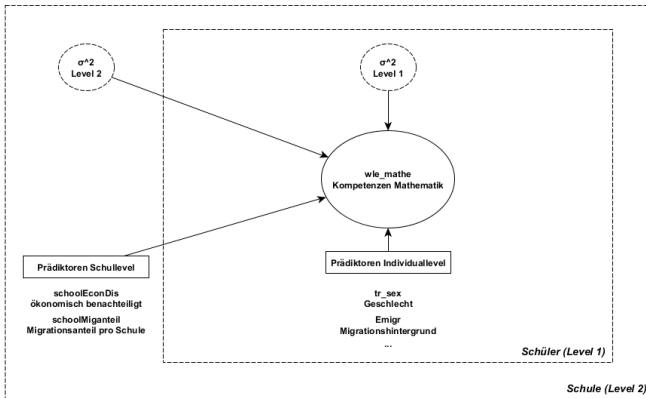 σ^2
Level 2
σ^2
Level 1
wle_mathe
Kompetenzen Mathematik
Prädiktoren Schullevel
schoolEconDis
ökonomisch benachteiligt
schoolMiganteil
Migrationsanteil pro Schule
Prädiktoren Individuallevel
tr_sex
Geschlecht
Emigr
Migrationshintergrund
...
Schüler (Level 1)
Schule (Level 2)